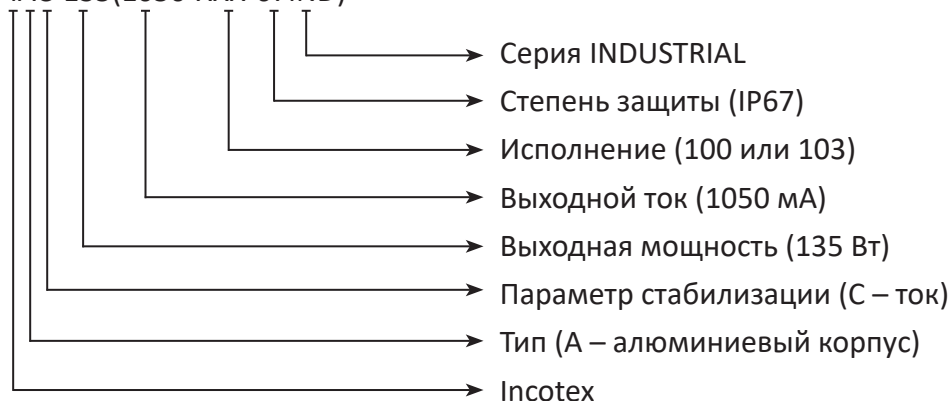 Серия INDUSTRIAL
Степень защиты (IP67)
Исполнение (100 или 103)
Выходной ток (1050 мА)
Выходная мощность (135 Вт)
Параметр стабилизации (С – ток)
Тип (А – алюминиевый корпус)
Incotex